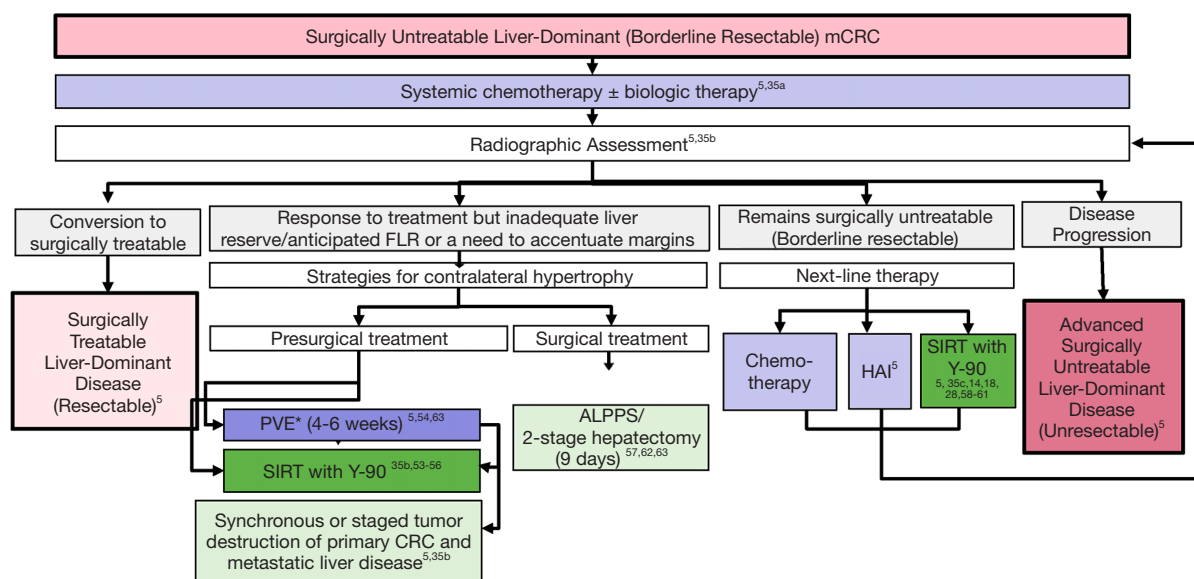 Surgically Untreatable Liver-Dominant (Borderline Resectable) mCRC
Systemic chemotherapy ± biologic therapy5,35a
Radiographic Assessment5,35b
Conversion to
surgically treatable
Response to treatment but inadequate liver
reserve/anticipated FLR or a need to accentuate margins
Remains surgically untreatable
(Borderline resectable)
Disease
Progression
Strategies for contralateral hypertrophy
Next-line therapy
Surgically
Treatable
Liver-Dominant
Disease
(Resectable)5
Presurgical treatment
Surgical treatment
Chemo-
therapy
HAI5
SIRT with
Y-90
5, 35c,14,18,
28,58-61
Advanced
Surgically
Untreatable
Liver-Dominant
Disease
(Unresectable)5
PVE* (4-6 weeks) 5,54,63
SIRT with Y-90 35b,53-56
ALPPS/
2-stage hepatectomy
(9 days) 57,62,63
Synchronous or staged tumor
destruction of primary CRC and
metastatic liver disease5,35b